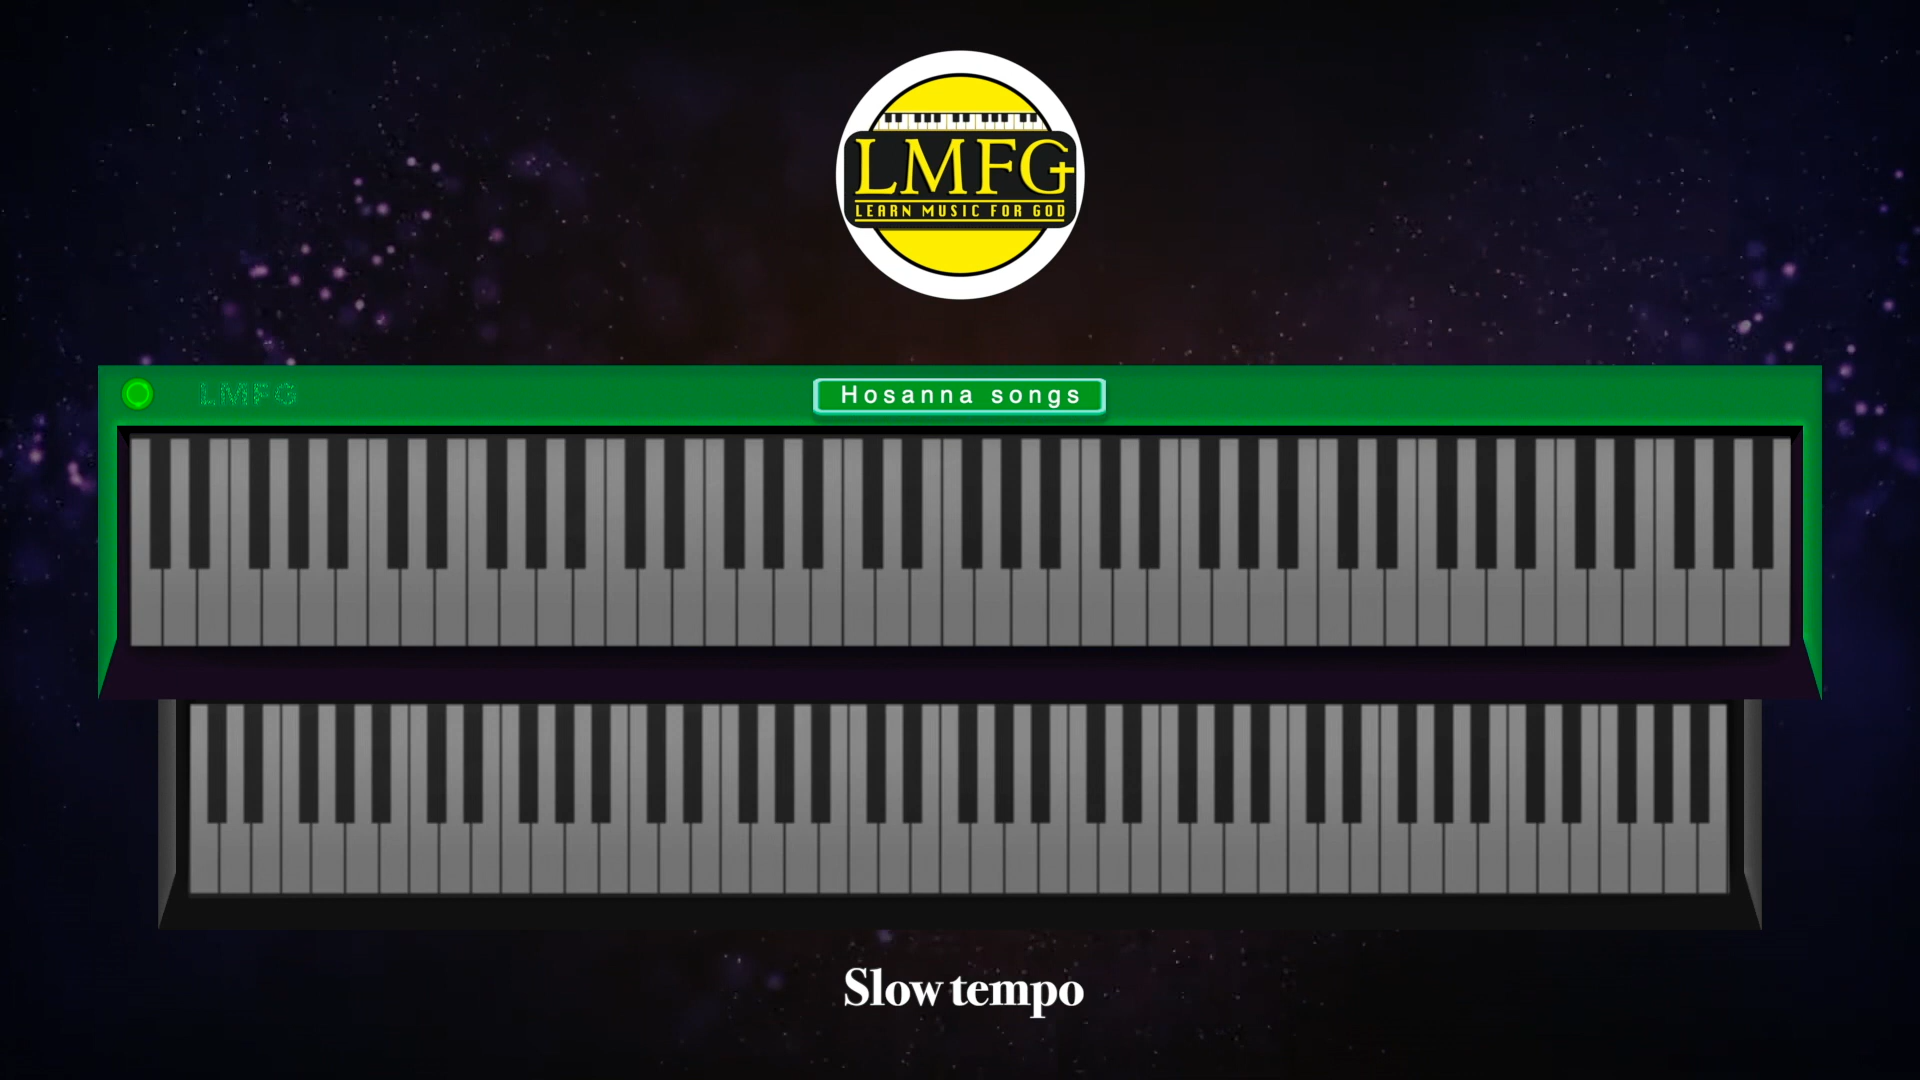 LMFG
LEARN MUSIC FOR GOD
LMFG
Hosanna songs
Slow tempo